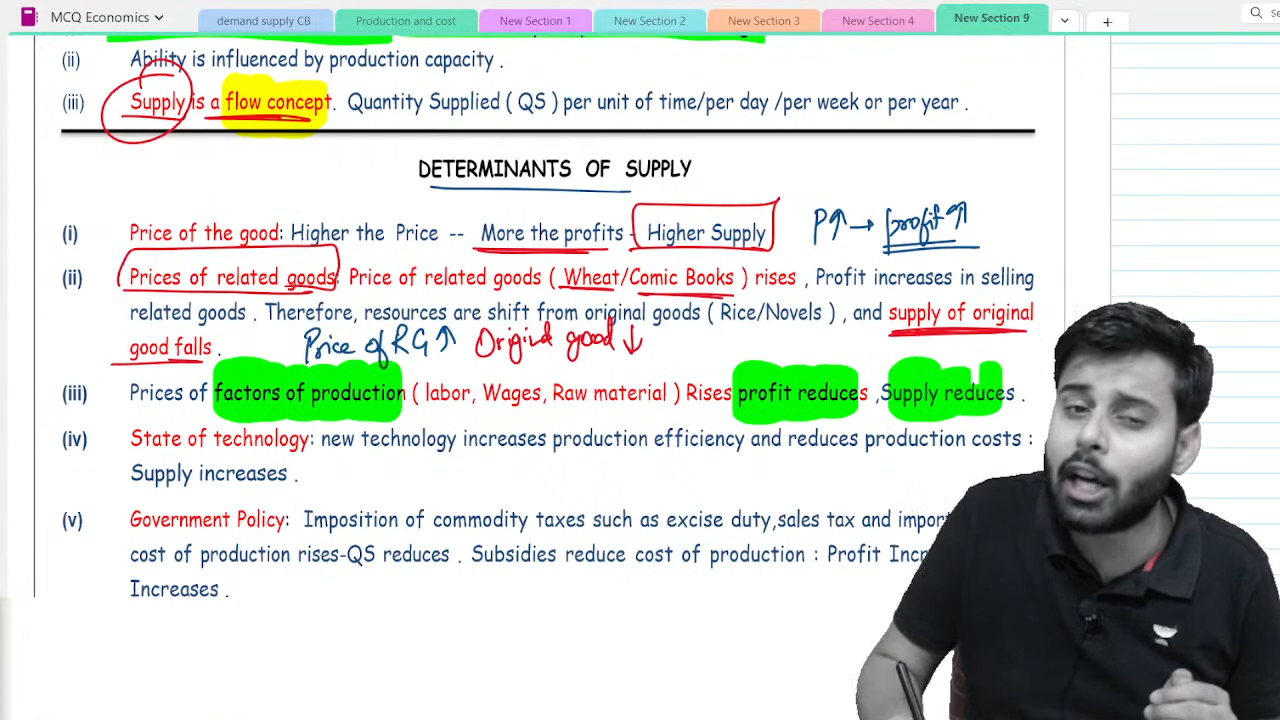 MCQ Economics
demand supply CB
Production and cost
New Section 1
New Section 2
New Section 3
New Section 4
New Section 9
+
(ii) Ability is influenced by production capacity .
(iii) Supply is a flow concept. Quantity Supplied ( QS ) per unit of time/per day /per week or per year .
DETERMINANTS OF SUPPLY
(i) Price of the good: Higher the Price -- More the profits - Higher Supply
P↑ → profit ↑
(ii) Prices of related goods: Price of related goods ( Wheat/Comic Books ) rises , Profit increases in selling
related goods . Therefore, resources are shift from original goods ( Rice/Novels ) , and supply of original
good falls .
Price of RG ↑ Original good ↓
(iii) Prices of factors of production ( labor, Wages, Raw material ) Rises profit reduces ,Supply reduces .
(iv) State of technology: new technology increases production efficiency and reduces production costs :
Supply increases .
(v) Government Policy: Imposition of commodity taxes such as excise duty,sales tax and
cost of production rises-QS reduces . Subsidies reduce cost of production : Profit
Increases .